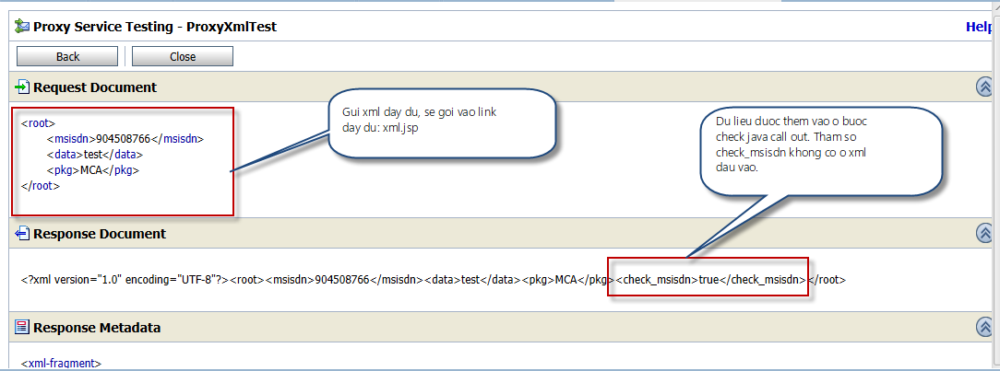 Proxy Service Testing - ProxyXmlTest
Help
Back
Close
Request Document
<root>
<msisdn>904508766</msisdn>
<data>test</data>
<pkg>MCA</pkg>
</root>
Gui xml day du, se goi vao link
day du: xml.jsp
Du lieu duoc them vao o buoc
check java call out. Tham so
check_msisdn khong co o xml
dau vao.
Response Document
<?xml version="1.0" encoding="UTF-8"?><root><msisdn>904508766</msisdn><data>test</data><pkg>MCA</pkg><check_msisdn>true</check_msisdn></root>
Response Metadata
<xml-fragment>